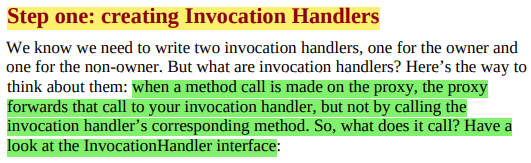 Step one: creating Invocation Handlers
We know we need to write two invocation handlers, one for the owner and
one for the non-owner. But what are invocation handlers? Here’s the way to
think about them: when a method call is made on the proxy, the proxy
forwards that call to your invocation handler, but not by calling the
invocation handler’s corresponding method. So, what does it call? Have a
look at the InvocationHandler interface: